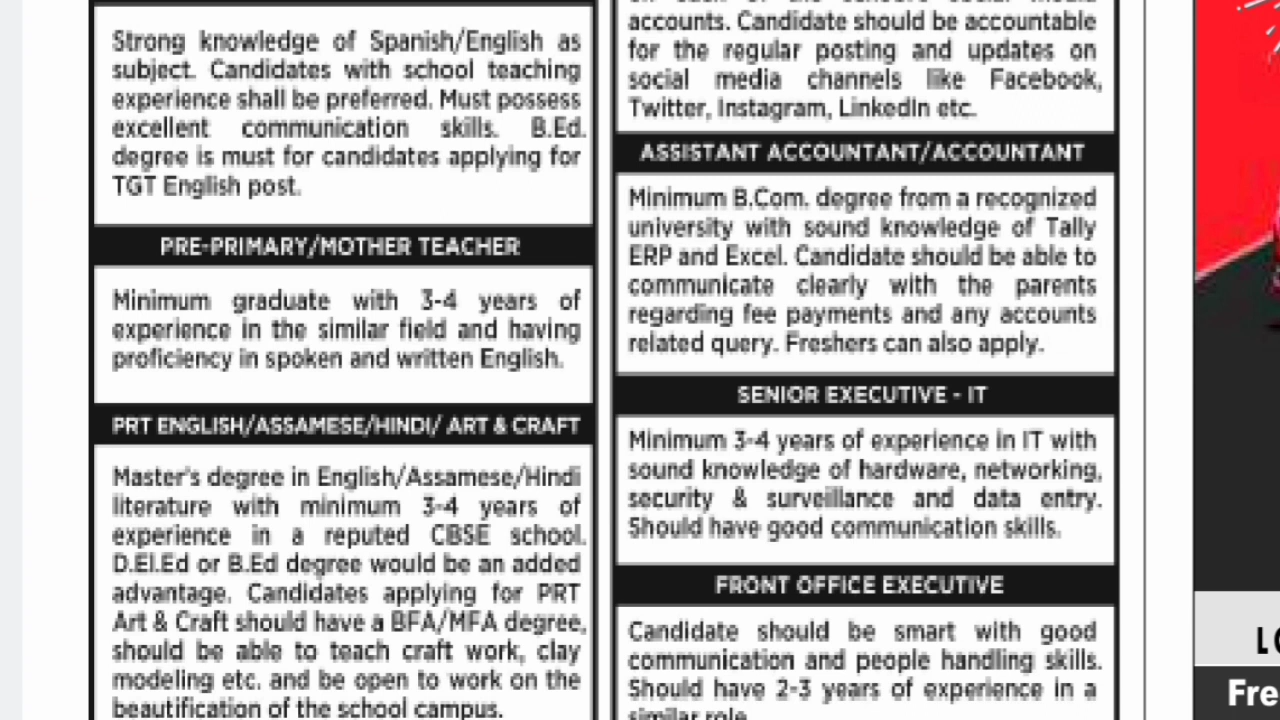 Strong knowledge of Spanish/English as
subject. Candidates with school teaching
experience shall be preferred. Must possess
excellent communication skills. B.Ed.
degree is must for candidates applying for
TGT English post.
PRE-PRIMARY/MOTHER TEACHER
Minimum graduate with 3-4 years of
experience in the similar field and having
proficiency in spoken and written English.
PRT ENGLISH/ASSAMESE/HINDI/ ART & CRAFT
Master's degree in English/Assamese/Hindi
literature with minimum 3-4 years of
experience in a reputed CBSE school.
D.El.Ed or B.Ed degree would be an added
advantage. Candidates applying for PRT
Art & Craft should have a BFA/MFA degree,
should be able to teach craft work, clay
modeling etc. and be open to work on the
beautification of the school campus.
accounts. Candidate should be accountable
for the regular posting and updates on
social media channels like Facebook,
Twitter, Instagram, LinkedIn etc.
ASSISTANT ACCOUNTANT/ACCOUNTANT
Minimum B.Com. degree from a recognized
university with sound knowledge of Tally
ERP and Excel. Candidate should be able to
communicate clearly with the parents
regarding fee payments and any accounts
related query. Freshers can also apply.
SENIOR EXECUTIVE - IT
Minimum 3-4 years of experience in IT with
sound knowledge of hardware, networking,
security & surveillance and data entry.
Should have good communication skills.
FRONT OFFICE EXECUTIVE
Candidate should be smart with good
communication and people handling skills.
Should have 2-3 years of experience in a
similar role
Fre